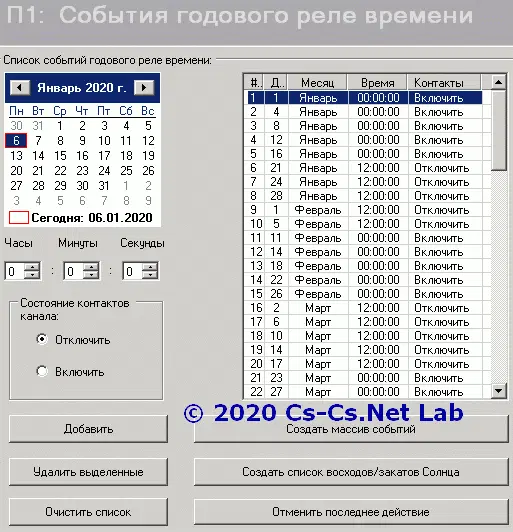 П1: События годового реле времени
Список событий годового реле времени:
Январь 2020 г.
Пн Вт Ср Чт Пт Сб Вс
30 31 1 2 3 4 5
6 7 8 9 10 11 12
13 14 15 16 17 18 19
20 21 22 23 24 25 26
27 28 29 30 31 1 2
3 4 5 6 7 8 9
Сегодня: 06.01.2020
Часы Минуты Секунды
0 : 0 : 0
Состояние контактов
канала:
Отключить
Включить
#.. Д.. Месяц Время Контакты
1 1 Январь 00:00:00 Включить
2 4 Январь 00:00:00 Включить
3 8 Январь 00:00:00 Включить
4 12 Январь 00:00:00 Включить
5 16 Январь 00:00:00 Включить
6 21 Январь 12:00:00 Отключить
7 24 Январь 12:00:00 Отключить
8 28 Январь 12:00:00 Отключить
9 1 Февраль 12:00:00 Отключить
10 5 Февраль 12:00:00 Отключить
11 11 Февраль 00:00:00 Включить
12 14 Февраль 00:00:00 Включить
13 18 Февраль 00:00:00 Включить
14 22 Февраль 00:00:00 Включить
15 26 Февраль 00:00:00 Включить
16 2 Март 12:00:00 Отключить
17 6 Март 12:00:00 Отключить
18 10 Март 12:00:00 Отключить
19 14 Март 12:00:00 Отключить
20 17 Март 12:00:00 Отключить
21 23 Март 00:00:00 Включить
22 27 Март 00:00:00 Включить
© 2020 Cs-Cs.Net Lab
Добавить
Создать массив событий
Удалить выделенные
Создать список восходов/закатов Солнца
Очистить список
Отменить последнее действие